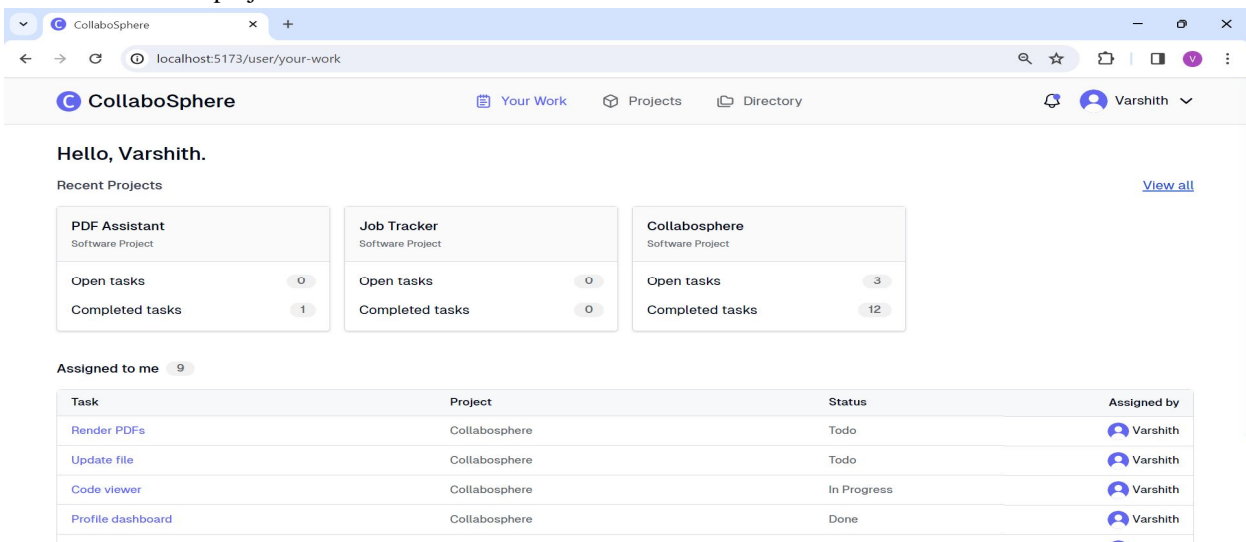 CollaboSphere
localhost:5173/user/your-work
V
C CollaboSphere
Your Work Projects Directory
Varshith
Hello, Varshith.
Recent Projects View all
PDF Assistant Job Tracker Collabosphere
Software Project Software Project Software Project
Open tasks 0 Open tasks 0 Open tasks 3
Completed tasks 1 Completed tasks 0 Completed tasks 12
Assigned to me 9
Task Project Status Assigned by
Render PDFs Collabosphere Todo Varshith
Update file Collabosphere Todo Varshith
Code viewer Collabosphere In Progress Varshith
Profile dashboard Collabosphere Done Varshith